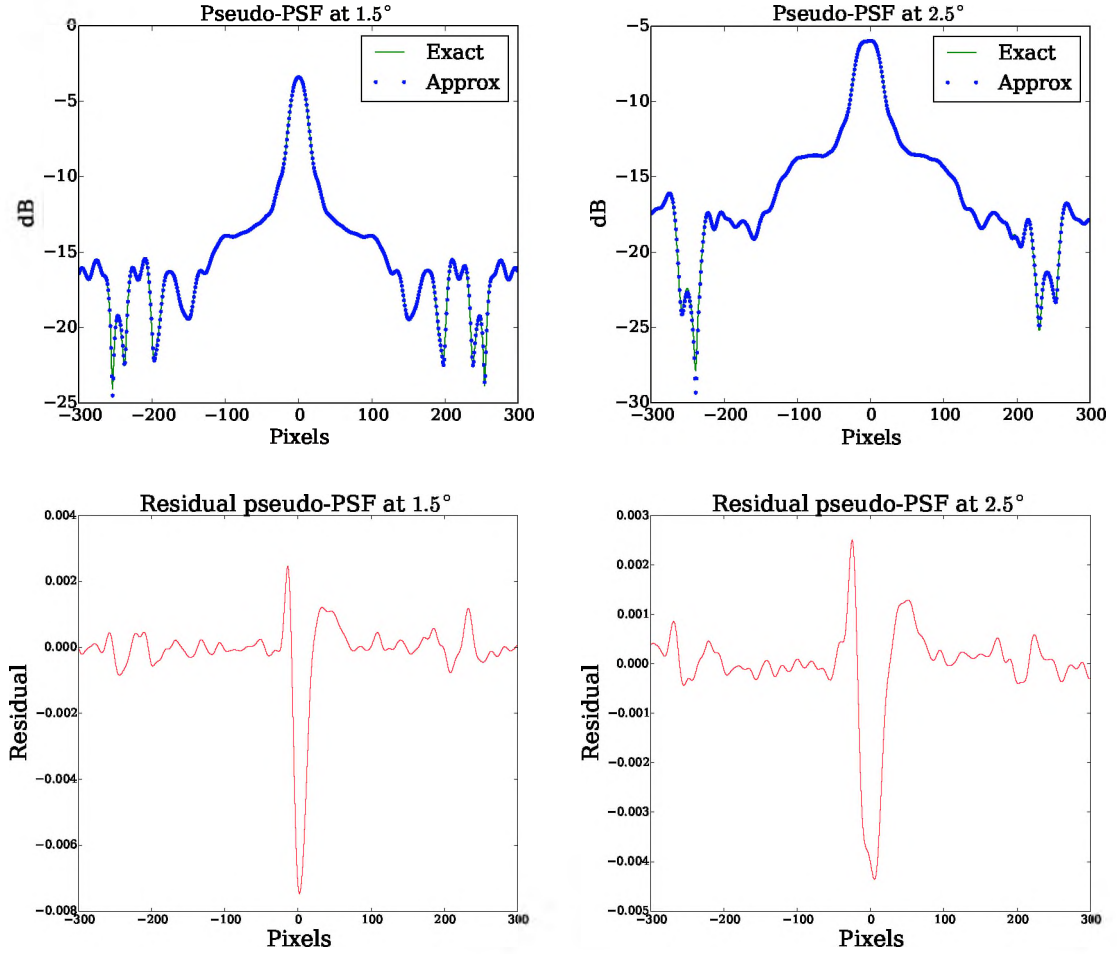 Pseudo-PSF at 1.5°
0
−5
−10
−15
−20
−25
dB
Exact
Approx
−300 −200 −100 0 100 200 300
Pixels
Pseudo-PSF at 2.5°
−5
−10
−15
−20
−25
−30
dB
Exact
Approx
−300 −200 −100 0 100 200 300
Pixels
Residual pseudo-PSF at 1.5°
0.004
0.002
0.000
−0.002
−0.004
−0.006
−0.008
Residual
−300 −200 −100 0 100 200 300
Pixels
Residual pseudo-PSF at 2.5°
0.003
0.002
0.001
0.000
−0.001
−0.002
−0.003
−0.004
−0.005
Residual
−300 −200 −100 0 100 200 300
Pixels